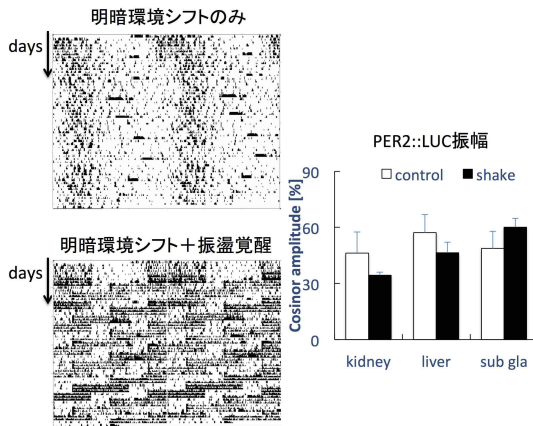 明暗環境シフトのみ
days
明暗環境シフト＋振盪覚醒
days
PER2::LUC振幅
control shake
Cosinor amplitude [%]
90
60
30
0
kidney liver sub gla